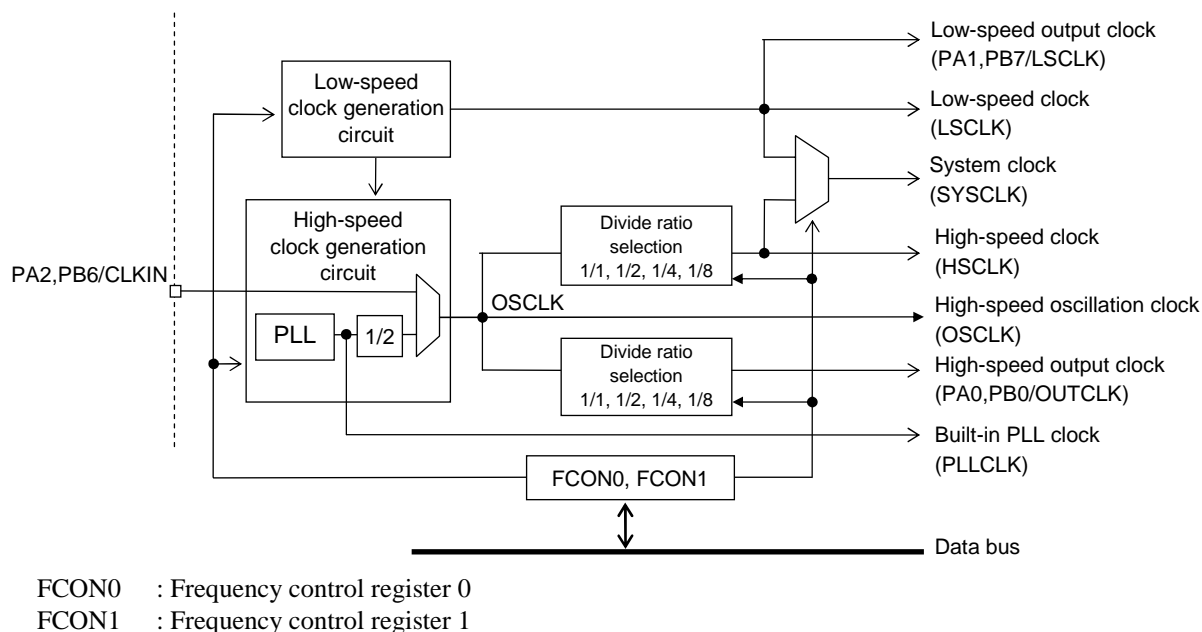 Low-speed output clock
(PA1,PB7/LSCLK)
Low-speed
clock generation
circuit
Low-speed clock
(LSCLK)
System clock
(SYSCLK)
High-speed
clock generation
circuit
Divide ratio
selection
1/1, 1/2, 1/4, 1/8
High-speed clock
(HSCLK)
PA2,PB6/CLKIN
OSCLK
High-speed oscillation clock
(OSCLK)
PLL
1/2
Divide ratio
selection
1/1, 1/2, 1/4, 1/8
High-speed output clock
(PA0,PB0/OUTCLK)
Built-in PLL clock
(PLLCLK)
FCON0, FCON1
Data bus
FCON0 : Frequency control register 0
FCON1 : Frequency control register 1